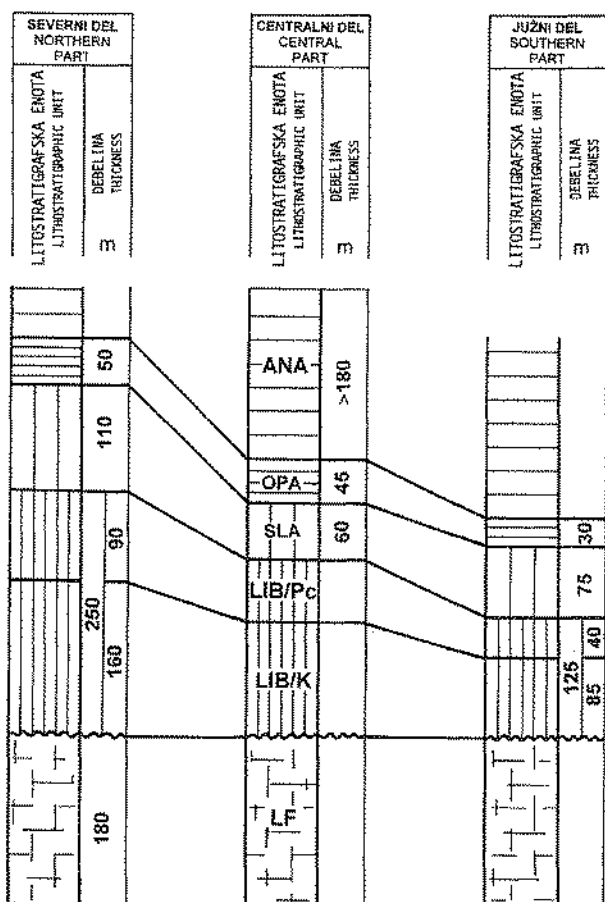 SEVERNI DEL
NORTHERN
PART
LITOSTRATIGRAFSKA ENOTA
LITHOSTRATIGRAPHIC UNIT
DEBELINA
THICKNESS
m
CENTRALNI DEL
CENTRAL
PART
LITOSTRATIGRAFSKA ENOTA
LITHOSTRATIGRAPHIC UNIT
DEBELINA
THICKNESS
m
JUŽNI DEL
SOUTHERN
PART
LITOSTRATIGRAFSKA ENOTA
LITHOSTRATIGRAPHIC UNIT
DEBELINA
THICKNESS
m
50
110
90
250
160
180
ANA
>180
OPA
45
SLA
60
LIB/Pc
LIB/K
LF
30
75
40
125
85